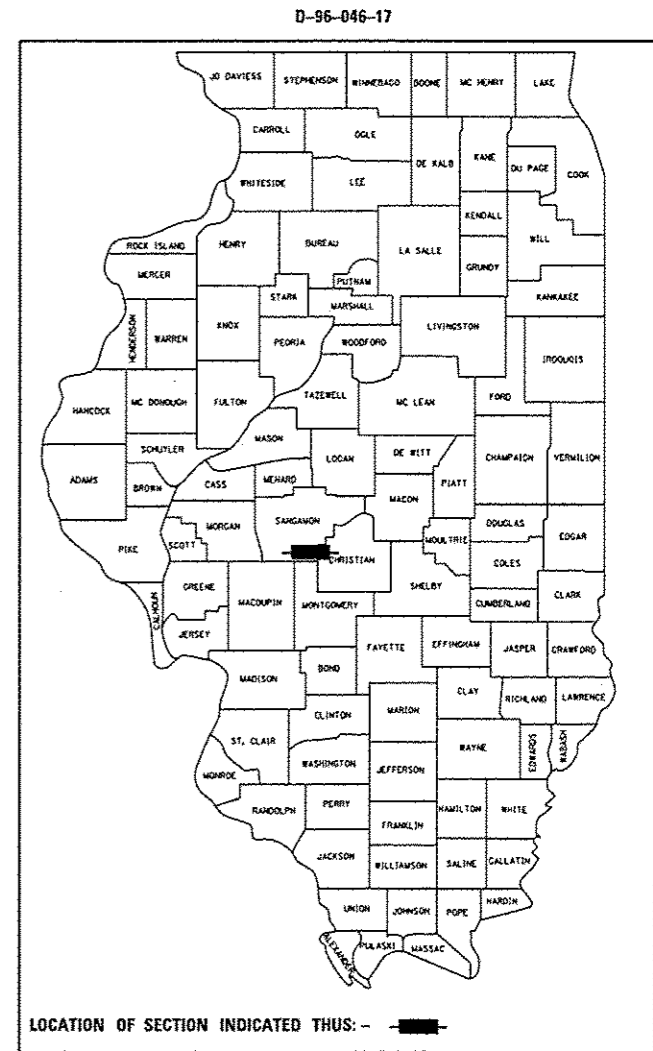 D-96-046-17
JO DAVIESS
STEPHENSON
WINNEBAGO
BOONE
MC HENRY
LAKE
CARROLL
OGLE
DE KALB
KANE
DU PAGE
COOK
WHITESIDE
LEE
KENDALL
WILL
ROCK ISLAND
HENRY
BUREAU
LA SALLE
GRUNDY
MERCER
PUTNAM
STARK
MARSHALL
KANKAKEE
HENDERSON
WARREN
KNOX
PEORIA
WOODFORD
LIVINGSTON
IROQUOIS
HANCOCK
MC DONOUGH
FULTON
TAZEWELL
MC LEAN
FORD
MASON
SCHUYLER
LOGAN
DE WITT
CHAMPAIGN
VERMILION
ADAMS
BROWN
CASS
MENARD
PIATT
MACON
PIKE
SCOTT
MORGAN
SANGAMON
CHRISTIAN
MOULTRIE
DOUGLAS
EDGAR
COLES
SHELBY
CALHOUN
GREENE
MACOUPIN
MONTGOMERY
CUMBERLAND
CLARK
JERSEY
FAYETTE
EFFINGHAM
JASPER
CRAWFORD
MADISON
BOND
CLAY
RICHLAND
LAWRENCE
CLINTON
MARION
ST. CLAIR
WAYNE
EDWARDS
WABASH
MONROE
WASHINGTON
JEFFERSON
RANDOLPH
PERRY
HAMILTON
WHITE
FRANKLIN
JACKSON
WILLIAMSON
SALINE
GALLATIN
UNION
JOHNSON
POPE
HARDIN
ALEXANDER
PULASKI
MASSAC
LOCATION OF SECTION INDICATED THUS: -